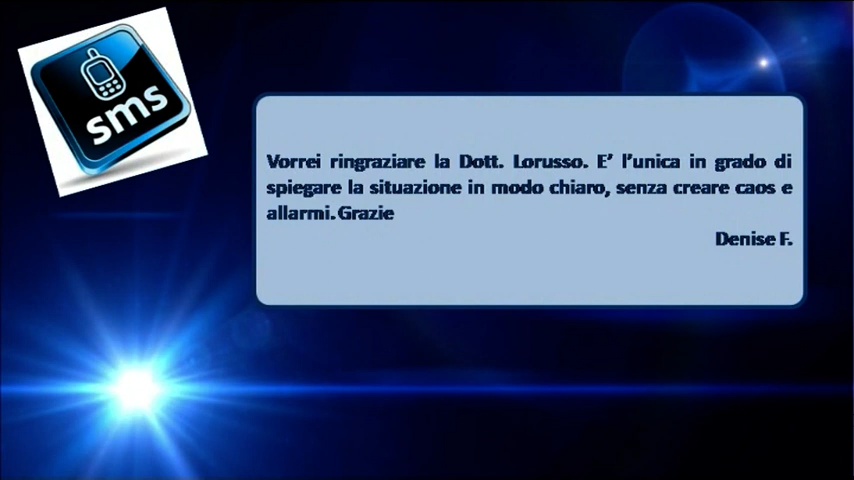 sms
Vorrei ringraziare la Dott. Lorusso. E' l'unica in grado di
spiegare la situazione in modo chiaro, senza creare caos e
allarmi.Grazie
Denise F.